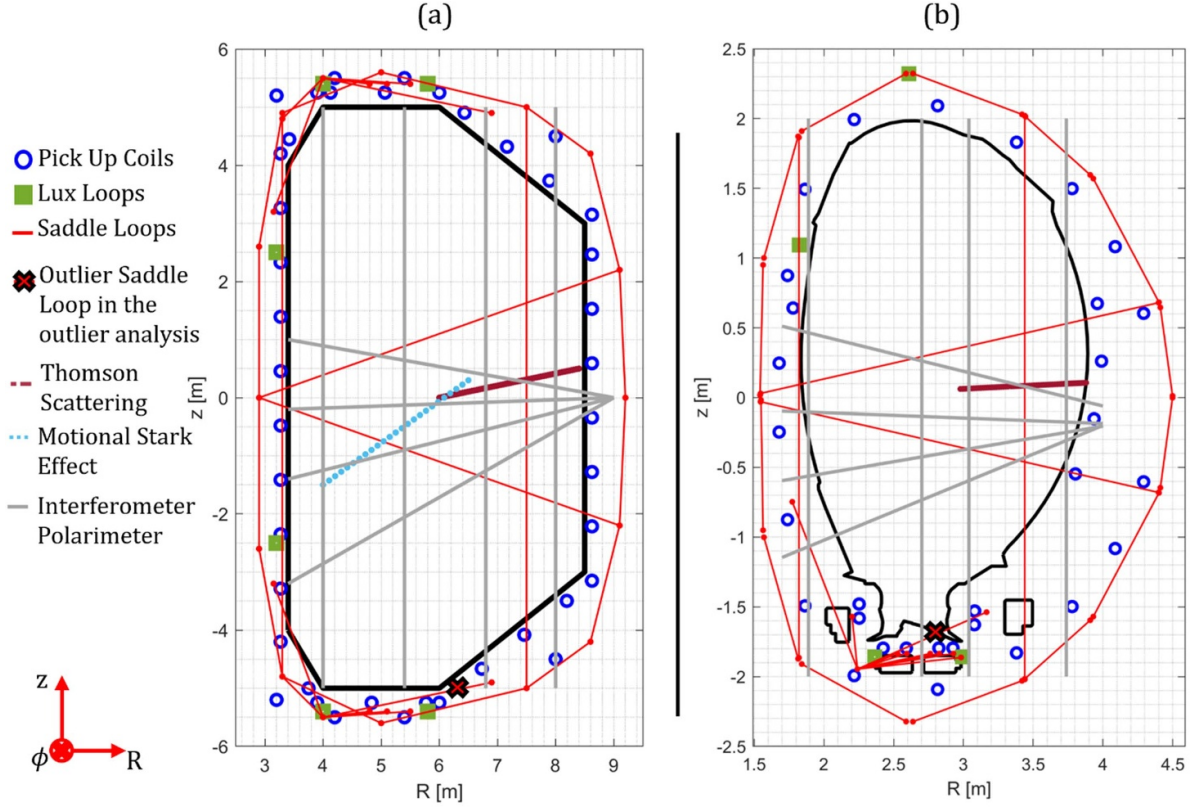 (a)
(b)
Pick Up Coils
Lux Loops
Saddle Loops
Outlier Saddle
Loop in the
outlier analysis
Thomson
Scattering
Motional Stark
Effect
Interferometer
Polarimeter
z
ϕ
R
6
4
2
0
-2
-4
-6
z [m]
3
4
5
6
7
8
9
R [m]
2.5
2
1.5
1
0.5
0
-0.5
-1
-1.5
-2
-2.5
z [m]
1.5
2
2.5
3
3.5
4
4.5
R [m]